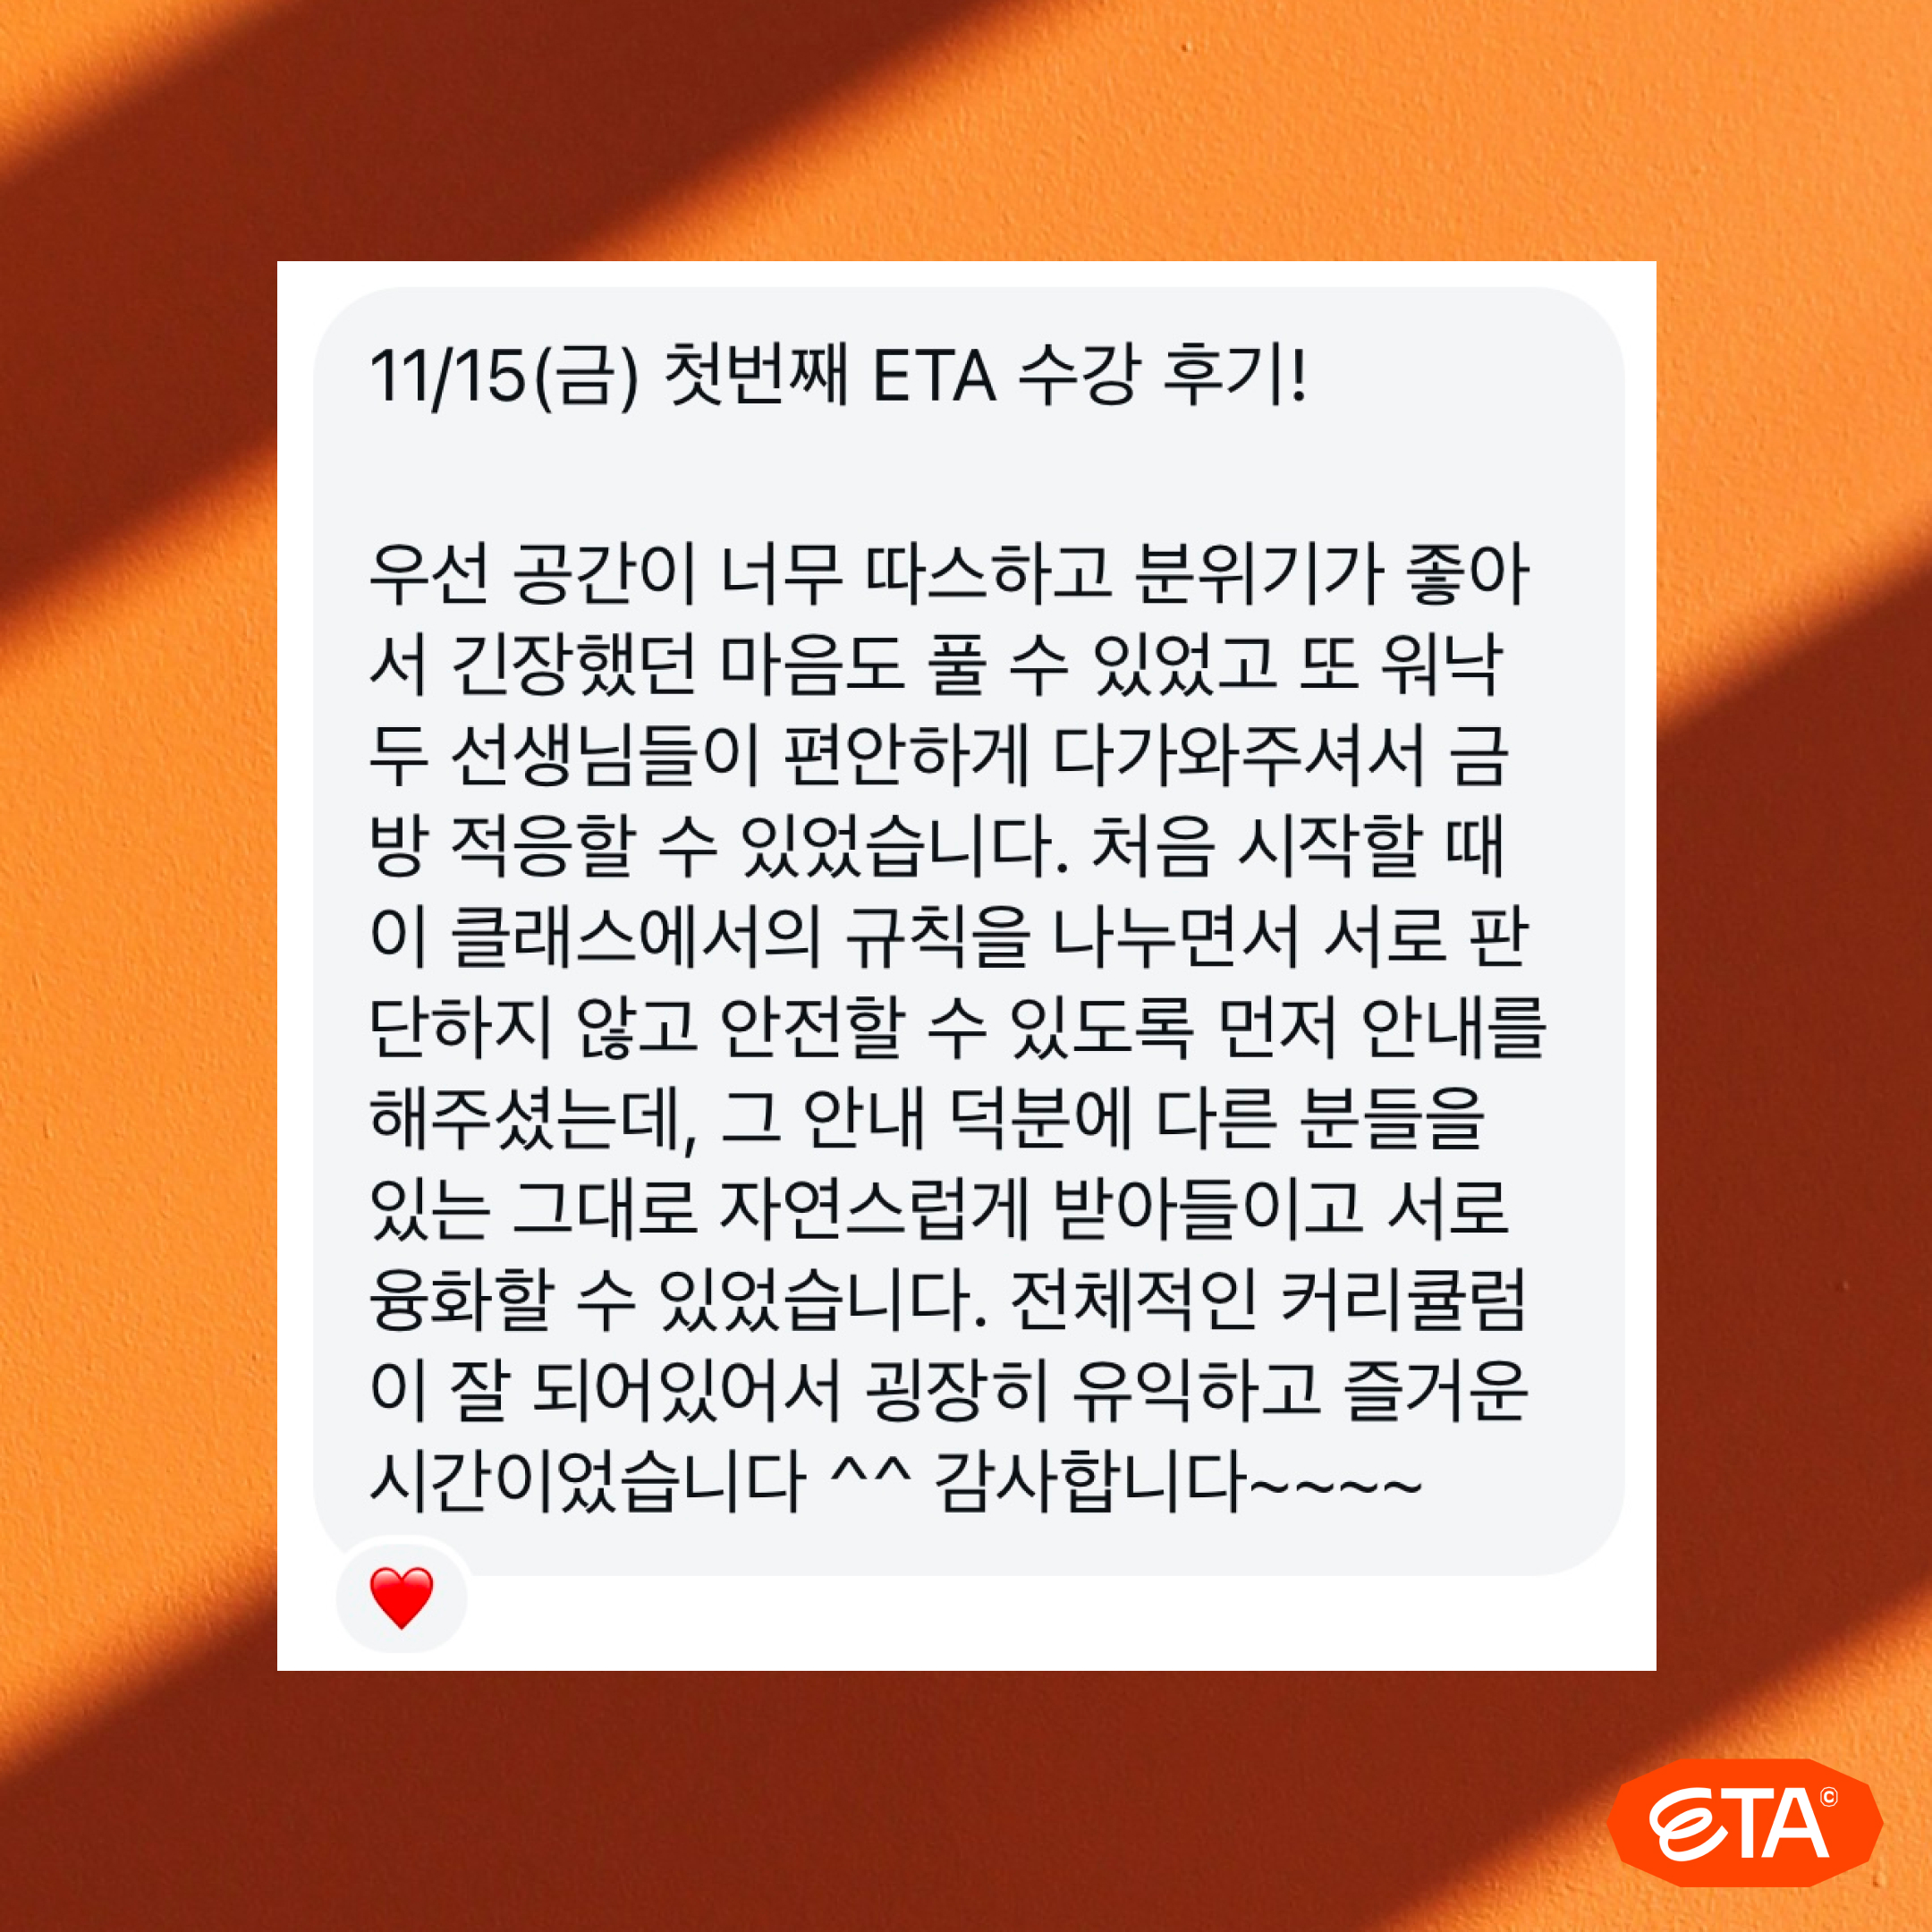 11/15(금) 첫번째 ETA 수강 후기!
우선 공간이 너무 따스하고 분위기가 좋아
서 긴장했던 마음도 풀 수 있었고 또 워낙
두 선생님들이 편안하게 다가와주셔서 금
방 적응할 수 있었습니다. 처음 시작할 때
이 클래스에서의 규칙을 나누면서 서로 판
단하지 않고 안전할 수 있도록 먼저 안내를
해주셨는데, 그 안내 덕분에 다른 분들을
있는 그대로 자연스럽게 받아들이고 서로
융화할 수 있었습니다. 전체적인 커리큘럼
이 잘 되어있어서 굉장히 유익하고 즐거운
시간이었습니다 ^^ 감사합니다~~~~
ETA©